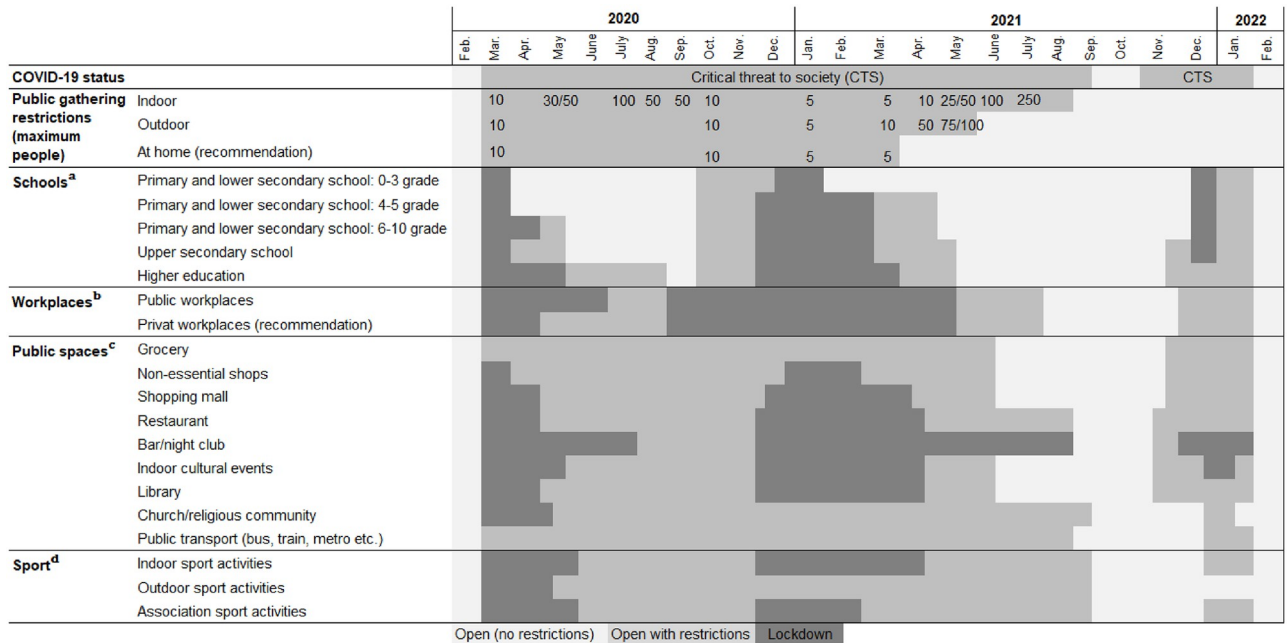 2020 2021 2022
Feb. Mar. Apr. May June July Aug. Sep. Oct. Nov. Dec. Jan. Feb. Mar. Apr. May June July Aug. Sep. Oct. Nov. Dec. Jan. Feb.
COVID-19 status Critical threat to society (CTS) CTS
Public gathering restrictions (maximum people)
Indoor 10 30/50 100 50 50 10 5 5 10 25/50 100 250
Outdoor 10 10 5 10 50 75/100
At home (recommendation) 10 10 5 5
Schoolsa Primary and lower secondary school: 0-3 grade
Primary and lower secondary school: 4-5 grade
Primary and lower secondary school: 6-10 grade
Upper secondary school
Higher education
Workplacesb Public workplaces
Privat workplaces (recommendation)
Public spacesc Grocery
Non-essential shops
Shopping mall
Restaurant
Bar/night club
Indoor cultural events
Library
Church/religious community
Public transport (bus, train, metro etc.)
Sportd Indoor sport activities
Outdoor sport activities
Association sport activities
Open (no restrictions) Open with restrictions Lockdown